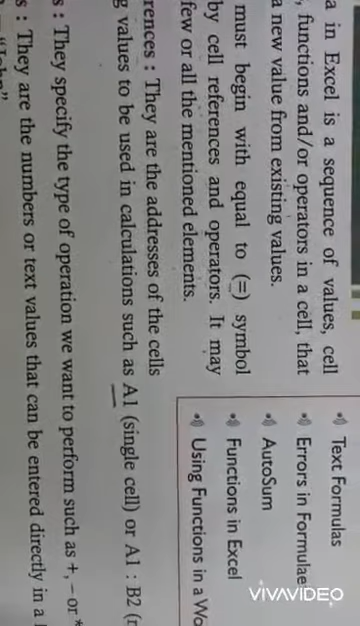 a in Excel is a sequence of values, cell
, functions and/or operators in a cell, that
a new value from existing values.
must begin with equal to (=) symbol
by cell references and operators. It may
few or all the mentioned elements.
rences : They are the addresses of the cells
g values to be used in calculations such as A1 (single cell) or A1 : B2 (r
s : They specify the type of operation we want to perform such as +, – or *
s : They are the numbers or text values that can be entered directly in a
– "John"
Text Formulas
Errors in Formulae
AutoSum
Functions in Excel
Using Functions in a Wo
VIVAVIDEO